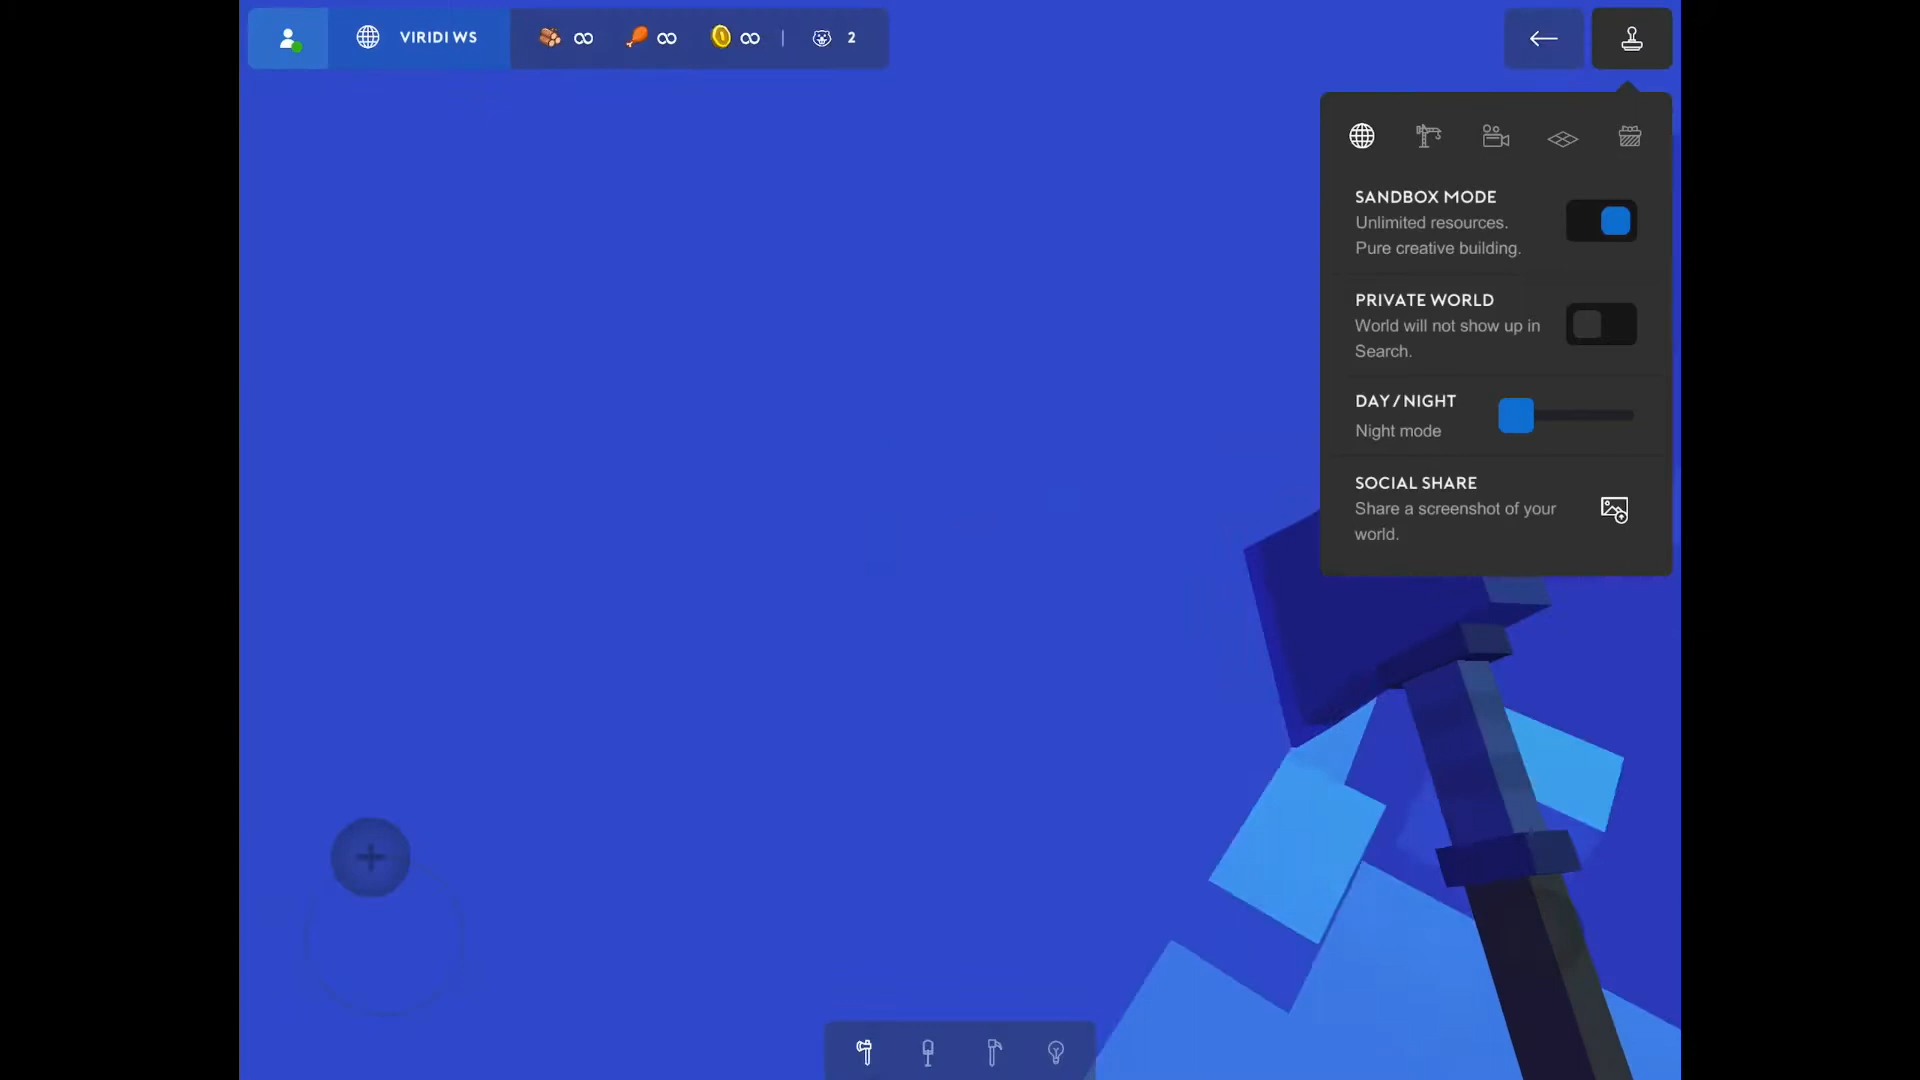 VIRIDI WS
∞
∞
∞
2
SANDBOX MODE
Unlimited resources.
Pure creative building.
PRIVATE WORLD
World will not show up in
Search.
DAY / NIGHT
Night mode
SOCIAL SHARE
Share a screenshot of your
world.